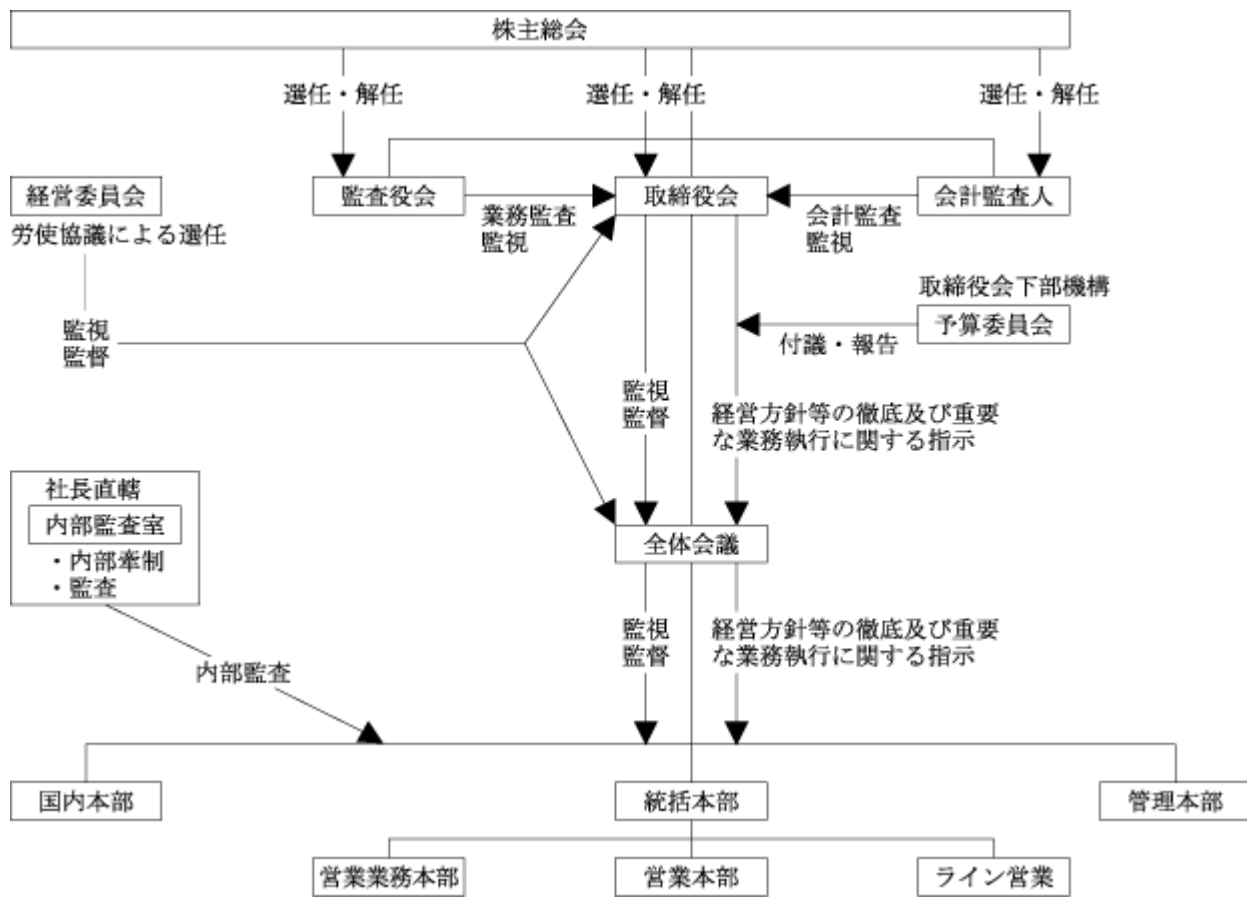 株主総会
選任・解任
選任・解任
選任・解任
経営委員会
監査役会
取締役会
会計監査人
労使協議による選任
業務監査
監視
会計監査
監視
取締役会下部機構
予算委員会
付議・報告
監視
監督
監視
監督
経営方針等の徹底及び重要
な業務執行に関する指示
社長直轄
内部監査室
・内部牽制
・監査
全体会議
監視
監督
経営方針等の徹底及び重要
な業務執行に関する指示
内部監査
国内本部
統括本部
管理本部
営業業務本部
営業本部
ライン営業